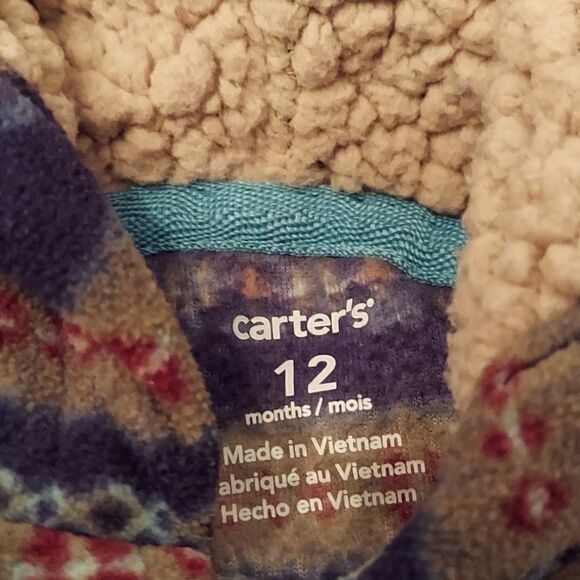 carter's
12
months / mois
Made in Vietnam
abriqué au Vietnam
Hecho en Vietnam